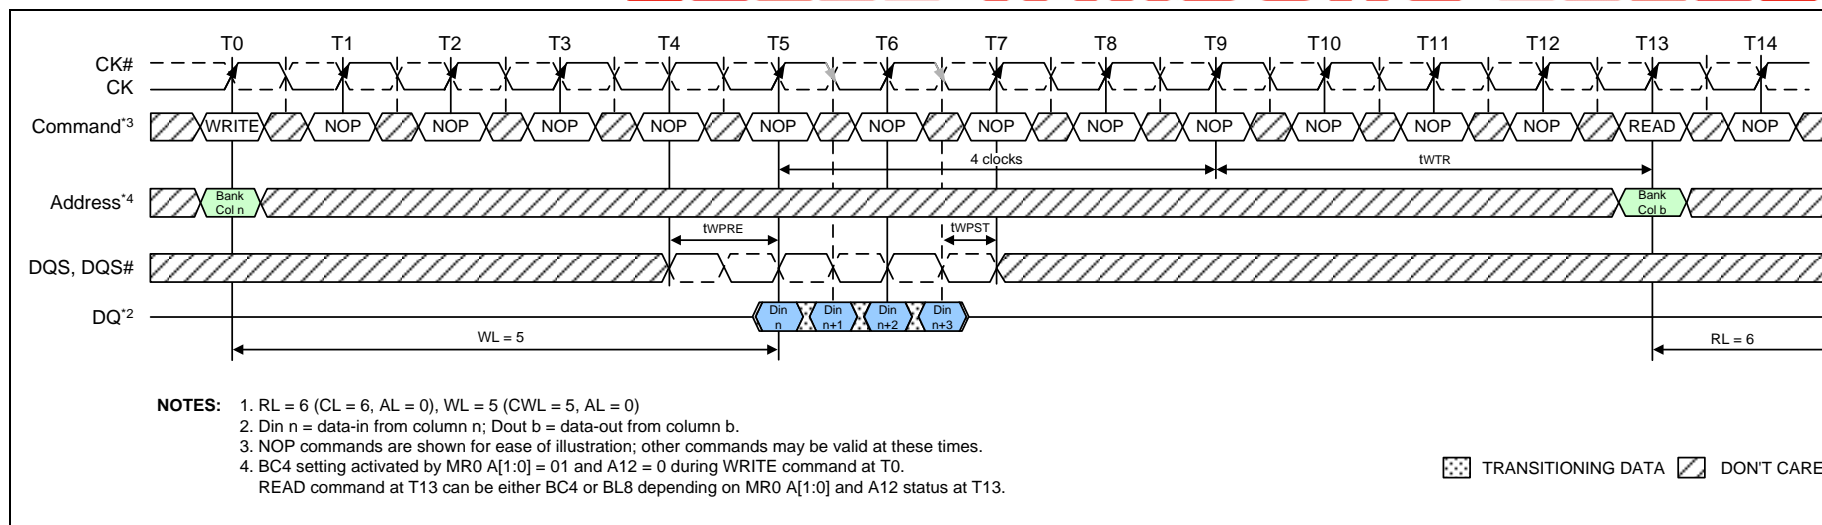 T0 T1 T2 T3 T4 T5 T6 T7 T8 T9 T10 T11 T12 T13 T14
CK#
CK
Command*3 WRITE NOP NOP NOP NOP NOP NOP NOP NOP NOP NOP NOP NOP READ NOP
4 clocks tWTR
Address*4 Bank Col n Bank Col b
tWPRE tWPST
DQS, DQS#
DQ*2 Din n Din n+1 Din n+2 Din n+3
WL = 5 RL = 6
NOTES: 1. RL = 6 (CL = 6, AL = 0), WL = 5 (CWL = 5, AL = 0)
2. Din n = data-in from column n; Dout b = data-out from column b.
3. NOP commands are shown for ease of illustration; other commands may be valid at these times.
4. BC4 setting activated by MR0 A[1:0] = 01 and A12 = 0 during WRITE command at T0.
READ command at T13 can be either BC4 or BL8 depending on MR0 A[1:0] and A12 status at T13.
TRANSITIONING DATA DON'T CARE